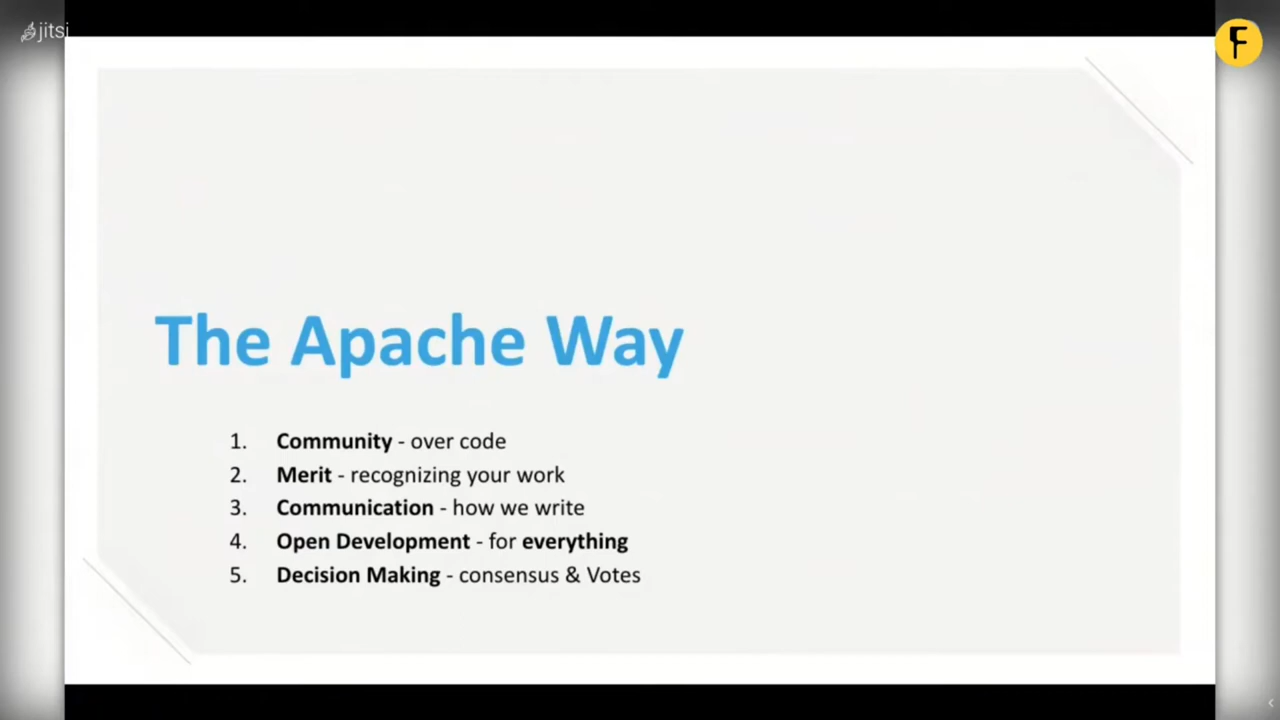 jitsi
F
The Apache Way
1. Community - over code
2. Merit - recognizing your work
3. Communication - how we write
4. Open Development - for everything
5. Decision Making - consensus & Votes